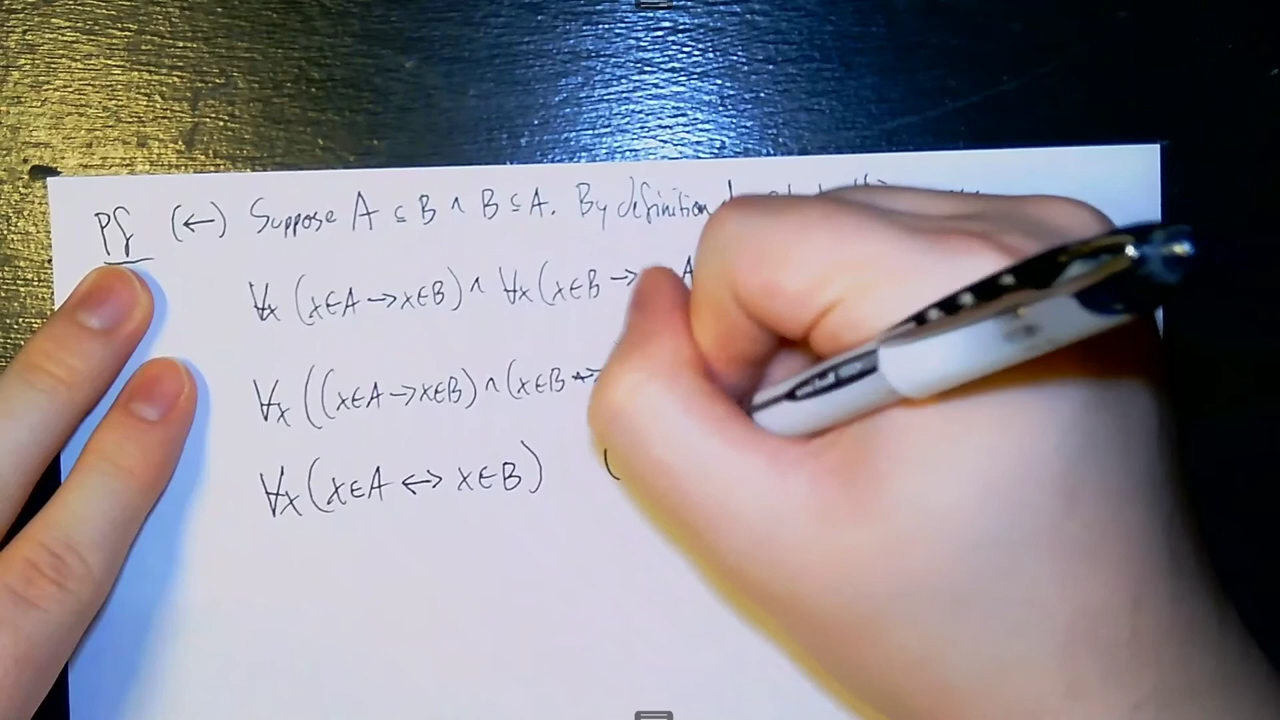 Pf (←) Suppose A ⊆ B ∧ B ⊆ A. By definition
∀x (x∈A → x∈B) ∧ ∀x (x∈B → A
∀x ((x∈A → x∈B) ∧ (x∈B ↔
∀x (x∈A ↔ x∈B) (